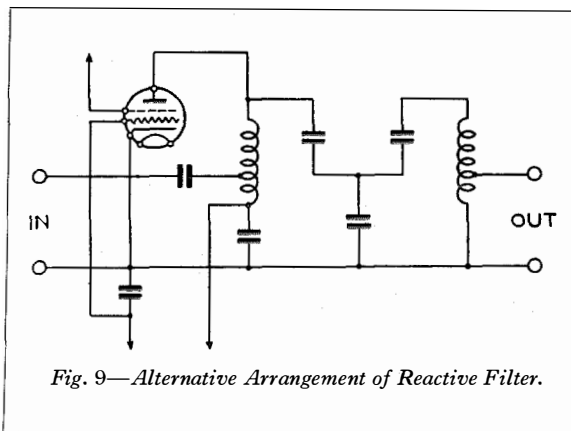 IN
OUT
Fig. 9—Alternative Arrangement of Reactive Filter.